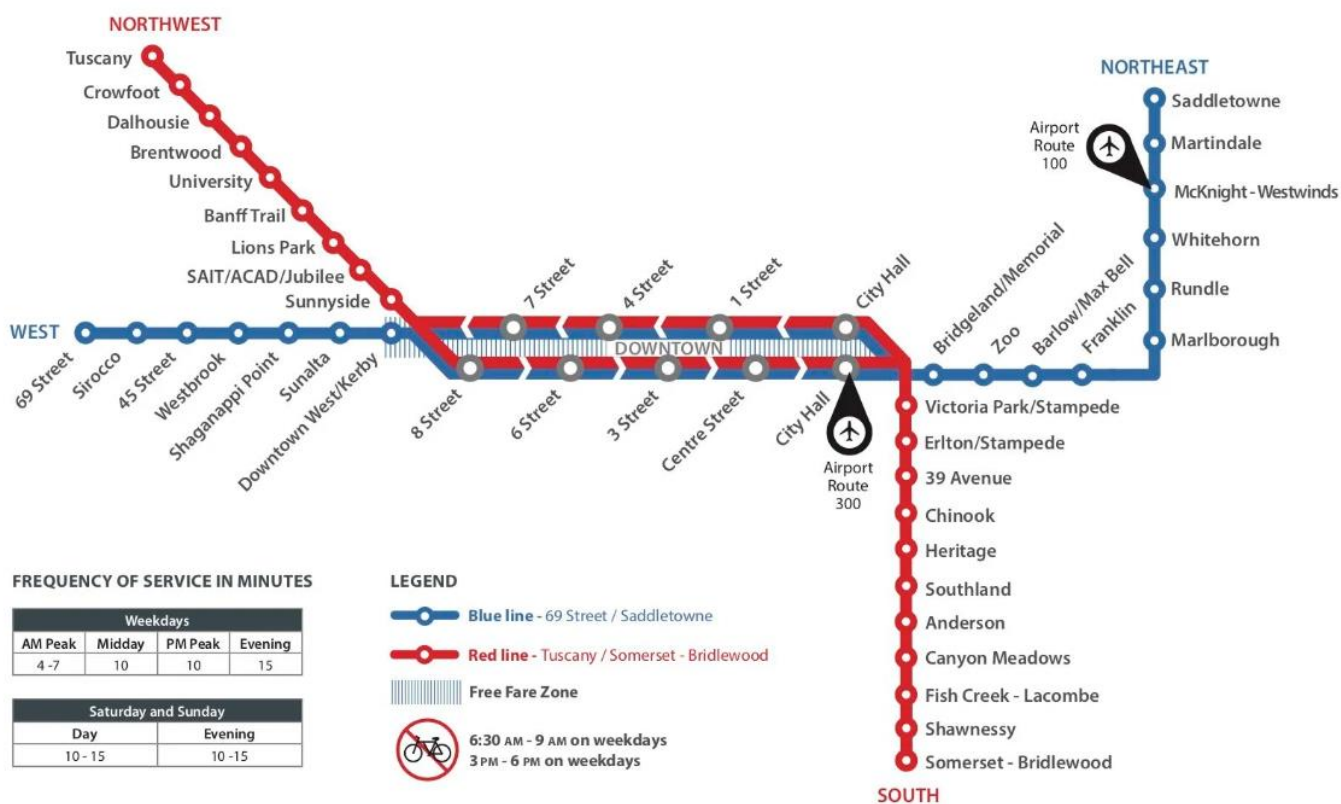 NORTHWEST
Tuscany
Crowfoot
Dalhousie
Brentwood
University
Banff Trail
Lions Park
SAIT/ACAD/Jubilee
Sunnyside
WEST
69 Street
Sirocco
45 Street
Westbrook
Shaganappi Point
Sunalta
Downtown West/Kerby
7 Street
4 Street
1 Street
City Hall
DOWNTOWN
8 Street
6 Street
3 Street
Centre Street
City Hall
Airport
Route
300
Bridgeland/Memorial
Zoo
Barlow/Max Bell
Franklin
NORTHEAST
Saddletowne
Martindale
Airport
Route
100
McKnight - Westwinds
Whitehorn
Rundle
Marlborough
Victoria Park/Stampede
Erlton/Stampede
39 Avenue
Chinook
Heritage
Southland
Anderson
Canyon Meadows
Fish Creek - Lacombe
Shawnessy
Somerset - Bridlewood
SOUTH
FREQUENCY OF SERVICE IN MINUTES
Weekdays
AM Peak Midday PM Peak Evening
4 -7 10 10 15
Saturday and Sunday
Day Evening
10 - 15 10 -15
LEGEND
Blue line - 69 Street / Saddletowne
Red line - Tuscany / Somerset - Bridlewood
Free Fare Zone
6:30 AM - 9 AM on weekdays
3 PM - 6 PM on weekdays